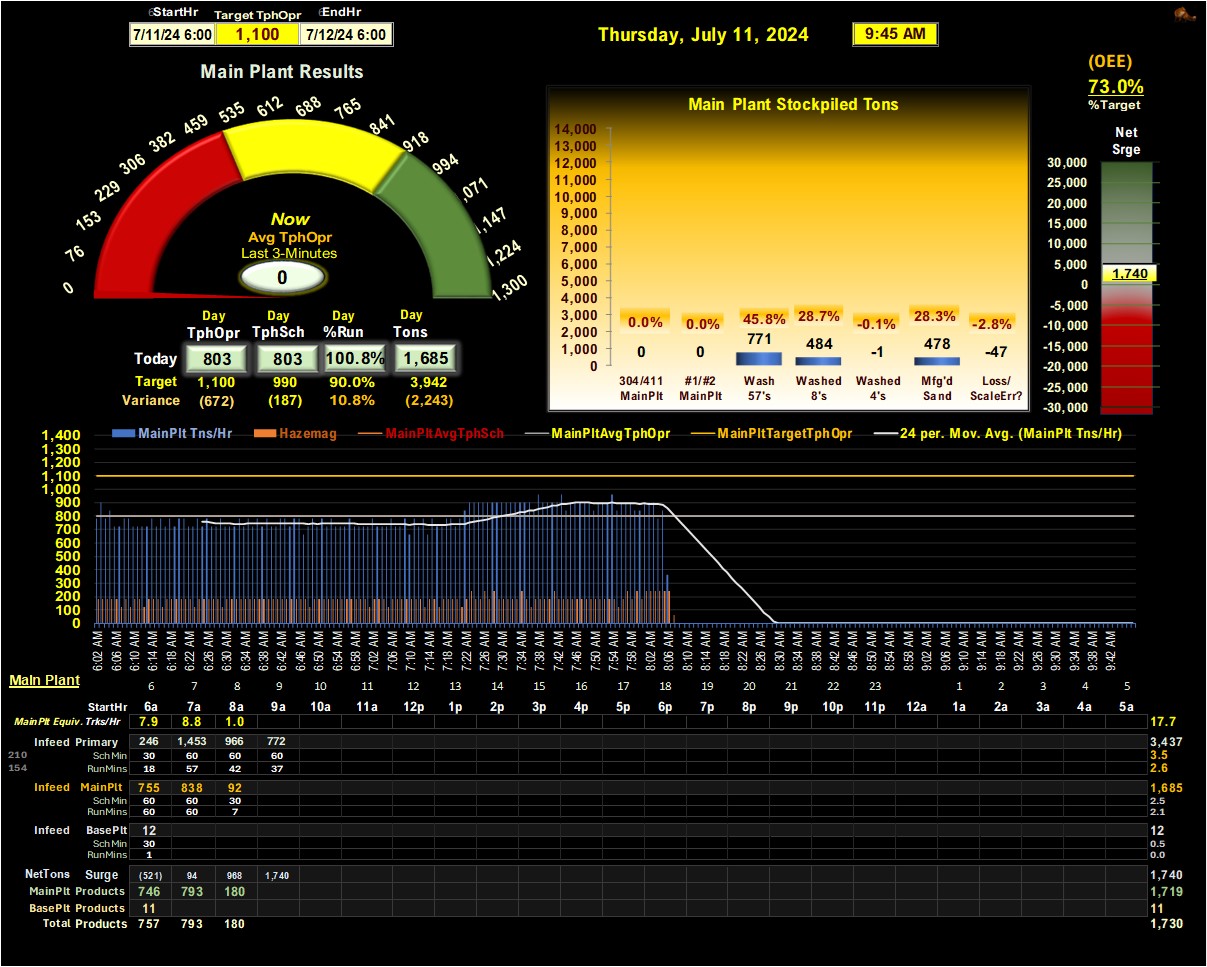 StartHr Target TphOpr EndHr
7/11/24 6:00 1,100 7/12/24 6:00
Thursday, July 11, 2024 9:45 AM
(OEE)
73.0%
%Target
Main Plant Results
0 76 153 229 306 382 459 535 612 688 765 841 918 994 ,071 ,147 1,224 1,300
Now
Avg TphOpr
Last 3-Minutes
0
Day Day Day Day
TphOpr TphSch %Run Tons
Today 803 803 100.8% 1,685
Target 1,100 990 90.0% 3,942
Variance (672) (187) 10.8% (2,243)
Main Plant Stockpiled Tons
14,000
13,000
12,000
11,000
10,000
9,000
8,000
7,000
6,000
5,000
4,000
3,000
2,000
1,000
0
0.0% 0.0% 45.8% 28.7% -0.1% 28.3% -2.8%
0 0 771 484 -1 478 -47
304/411 #1/#2 Wash Washed Washed Mfg'd Loss/
MainPlt MainPlt 57's 8's 4's Sand ScaleErr?
Net
Srge
30,000
25,000
20,000
15,000
10,000
5,000
1,740
0
-5,000
-10,000
-15,000
-20,000
-25,000
-30,000
MainPlt Tns/Hr Hazemag MainPltAvgTphSch MainPltAvgTphOpr MainPltTargetTphOpr 24 per. Mov. Avg. (MainPlt Tns/Hr)
1,400
1,300
1,200
1,100
1,000
900
800
700
600
500
400
300
200
100
0
6:02 AM 6:06 AM 6:14 AM 6:18 AM 6:22 AM 6:26 AM 6:29 AM 6:34 AM 6:38 AM 6:39 AM 6:42 AM 6:46 AM 6:50 AM 6:54 AM 6:58 AM 7:02 AM 7:06 AM 7:10 AM 7:14 AM 7:18 AM 7:22 AM 7:26 AM 7:30 AM 7:34 AM 7:38 AM 7:42 AM 7:46 AM 7:50 AM 7:54 AM 7:58 AM 8:02 AM 8:06 AM 8:10 AM 8:14 AM 8:18 AM 8:22 AM 8:26 AM 8:30 AM 8:34 AM 8:38 AM 8:42 AM 8:46 AM 8:50 AM 8:54 AM 8:58 AM 9:02 AM 9:06 AM 9:10 AM 9:14 AM 9:18 AM 9:22 AM 9:26 AM 9:30 AM 9:34 AM 9:38 AM 9:42 AM
Main Plant 6 7 8 9 10 11 12 13 14 15 16 17 18 19 20 21 22 23 1 2 3 4 5
StartHr 6a 7a 8a 9a 10a 11a 12p 1p 2p 3p 4p 5p 6p 7p 8p 9p 10p 11p 12a 1a 2a 3a 4a 5a
MainPlt Equiv. Trks/Hr 7.9 8.8 1.0 17.7
Infeed Primary 246 1,453 966 772 3,437
210 SchMin 30 60 60 60 3.5
154 RunMins 18 57 42 37 2.6
Infeed MainPlt 755 838 92 1,685
SchMin 60 60 30 2.5
RunMins 60 60 7 2.1
Infeed BasePlt 12 12
SchMin 30 0.5
RunMins 1 0.0
NetTons Surge (521) 94 968 1,740 1,740
MainPlt Products 746 793 180 1,719
BasePlt Products 11 11
Total Products 757 793 180 1,730